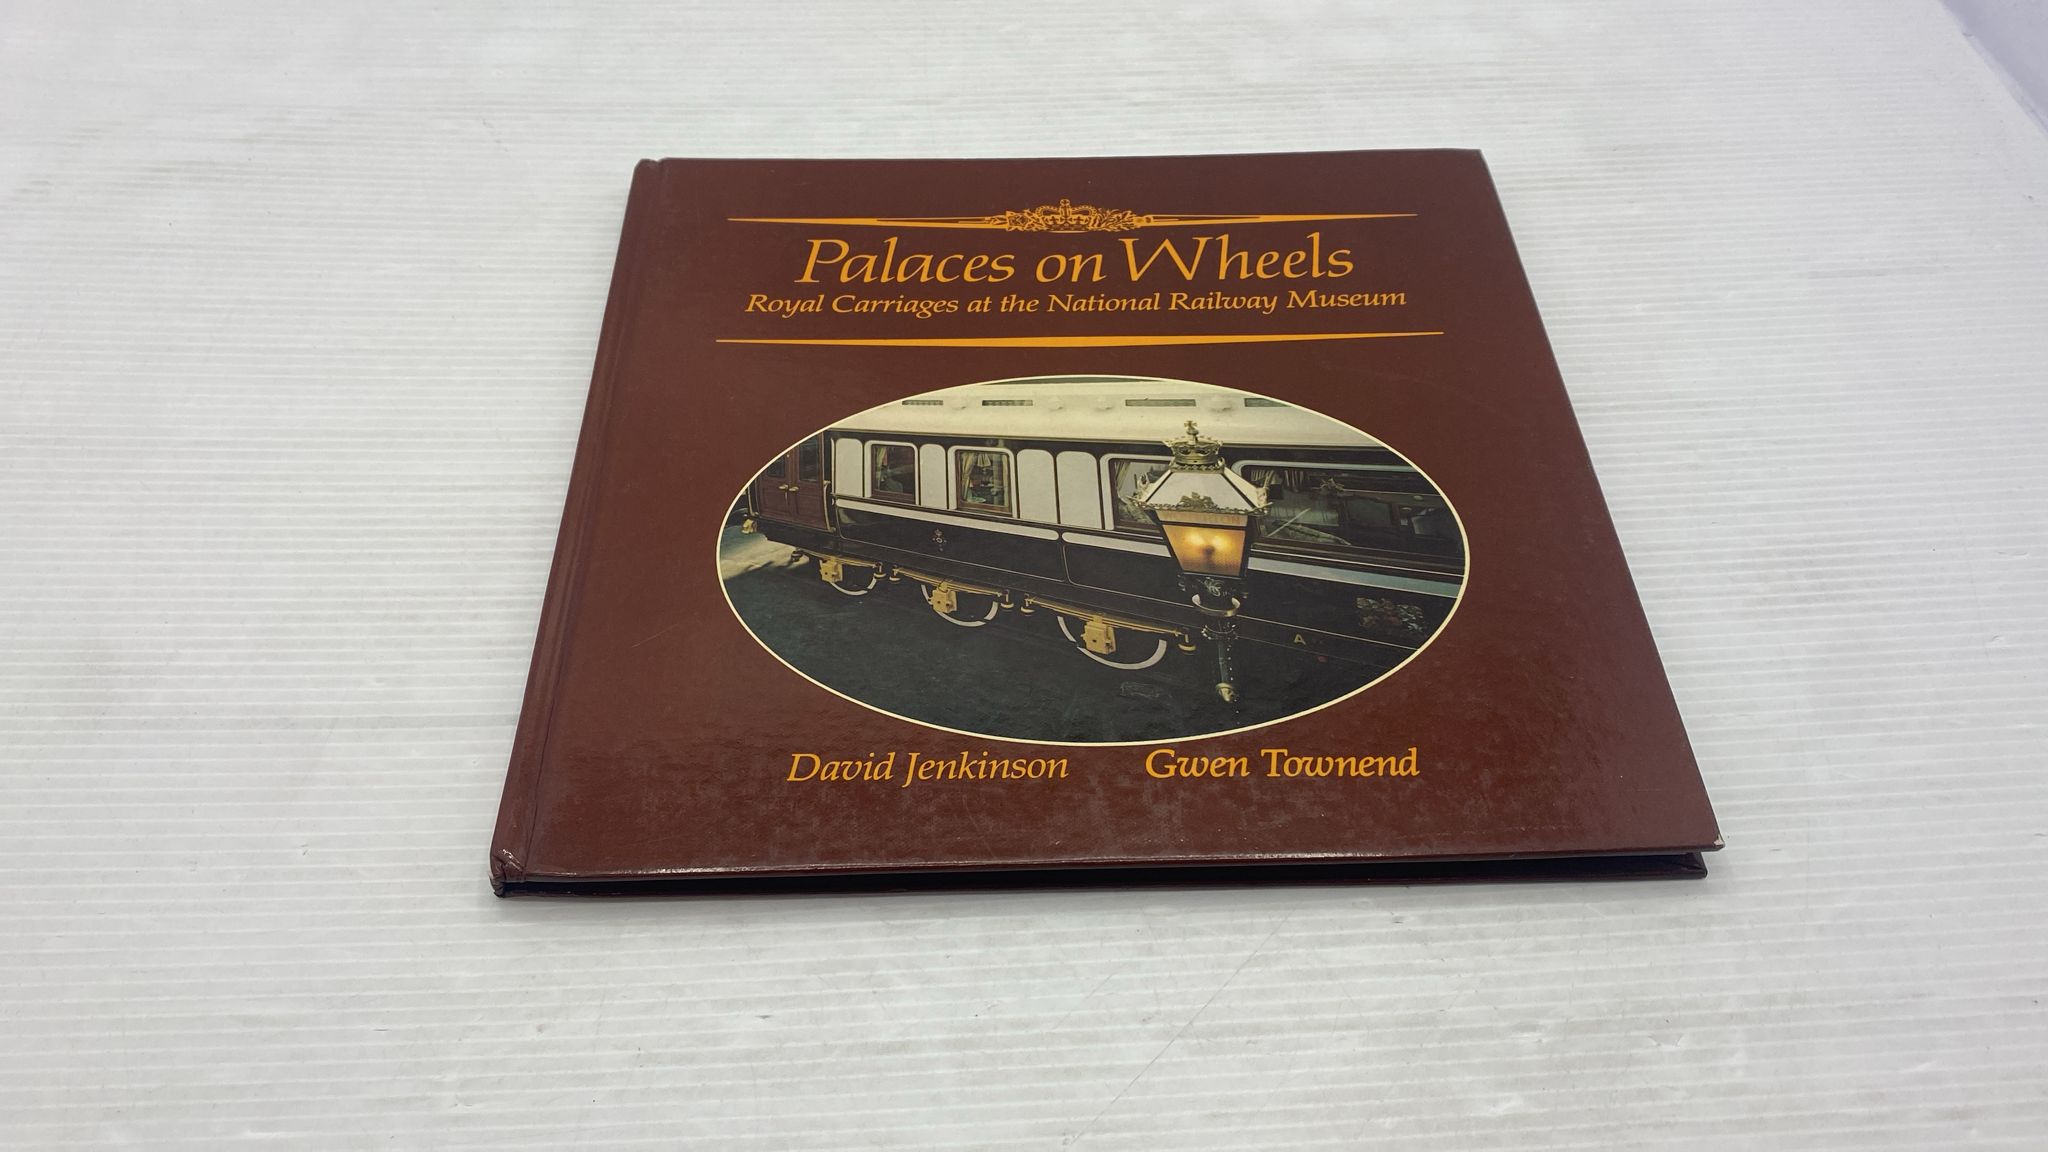 Palaces on Wheels
Royal Carriages at the National Railway Museum
A
David Jenkinson Gwen Townend